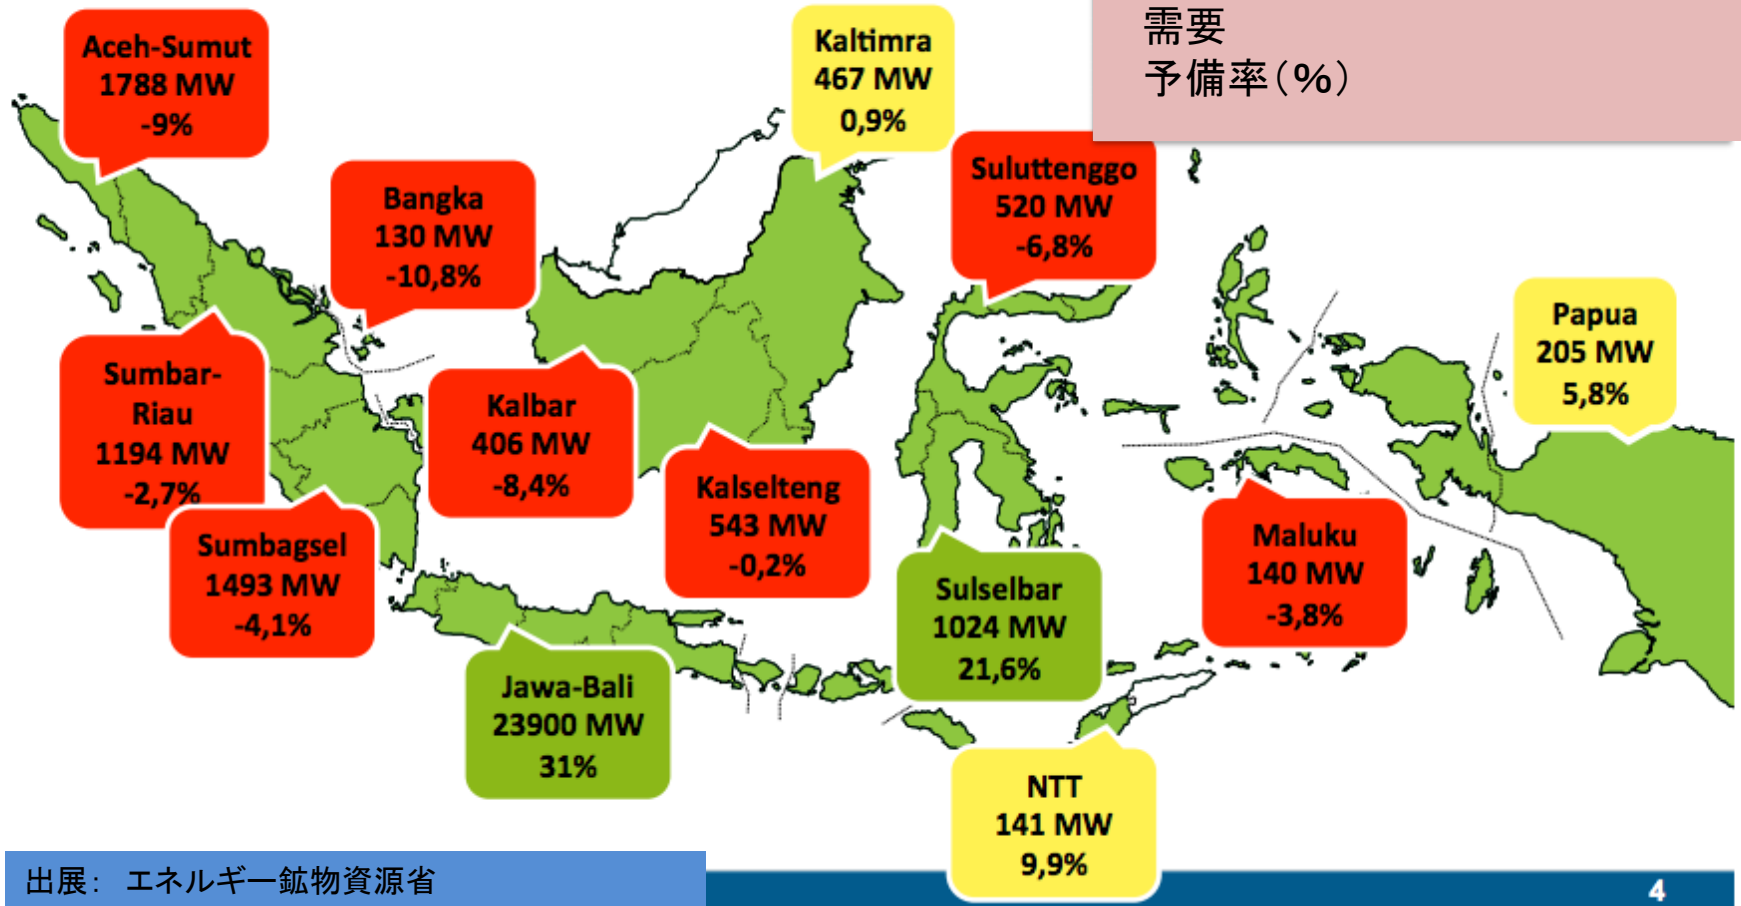 需要
予備率（%）
Aceh-Sumut
1788 MW
-9%
Kaltimra
467 MW
0,9%
Bangka
130 MW
-10,8%
Suluttenggo
520 MW
-6,8%
Papua
205 MW
5,8%
Sumbar-
Riau
1194 MW
-2,7%
Kalbar
406 MW
-8,4%
Kalselteng
543 MW
-0,2%
Sumbagsel
1493 MW
-4,1%
Maluku
140 MW
-3,8%
Sulselbar
1024 MW
21,6%
Jawa-Bali
23900 MW
31%
NTT
141 MW
9,9%
出展： エネルギー鉱物資源省
4